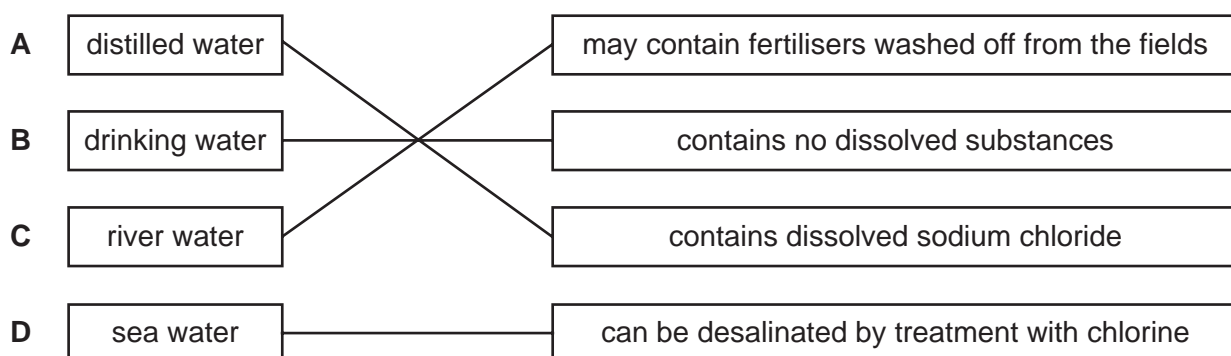 A distilled water may contain fertilisers washed off from the fields
B drinking water contains no dissolved substances
C river water contains dissolved sodium chloride
D sea water can be desalinated by treatment with chlorine